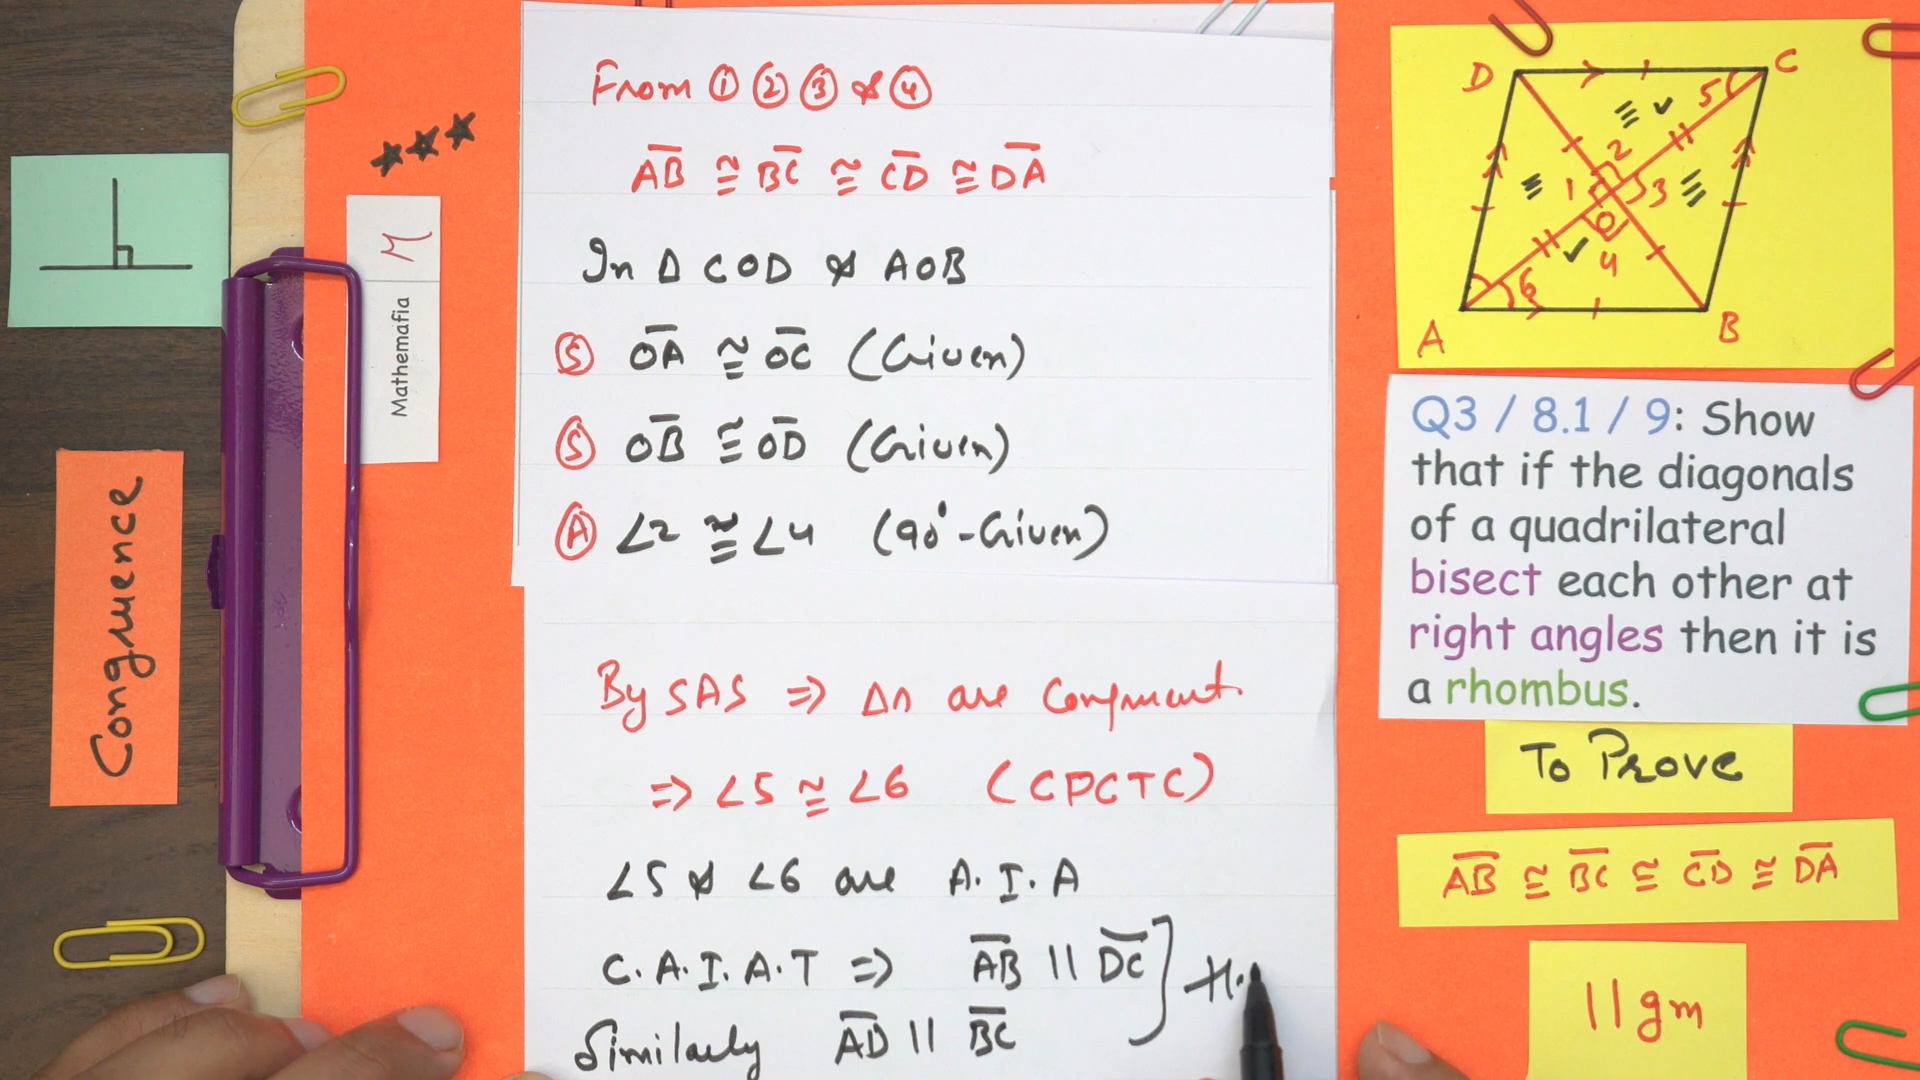 From ① ② ③ & ④
AB ≅ BC ≅ CD ≅ DA
In Δ COD & AOB
S OA ≅ OC (Given)
S OB ≅ OD (Given)
A ∠2 ≅ ∠4 (90°-Given)
By SAS ⇒ Δs are Congruent.
⇒ ∠5 ≅ ∠6 (CPCTC)
∠5 & ∠6 are A.I.A
C.A.I.A.T ⇒ AB || DC
Similarly AD || BC
H.
M
Mathemafia
Congruence
D C
5
2
1 3
O
4
6
A B
Q3 / 8.1 / 9: Show
that if the diagonals
of a quadrilateral
bisect each other at
right angles then it is
a rhombus.
To Prove
AB ≅ BC ≅ CD ≅ DA
||gm